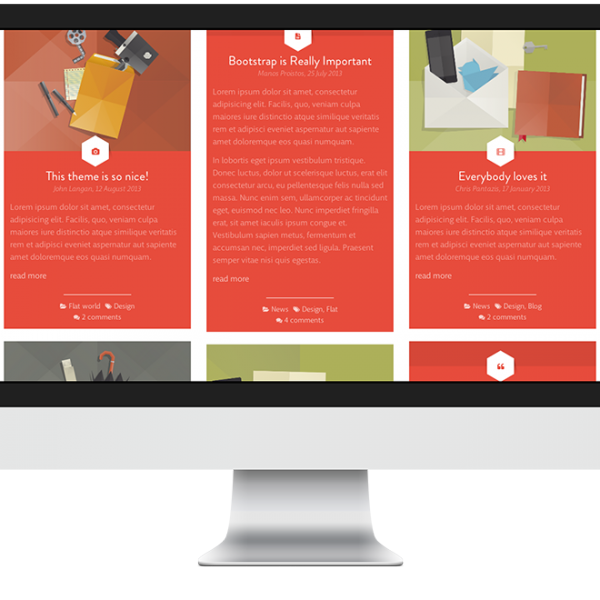 This theme is so nice!
John Langan, 12 August 2013
Lorem ipsum dolor sit amet, consectetur
adipisicing elit. Facilis, quo, veniam culpa
maiores iure distinctio atque similique veritatis
rem et dolorem eveniet aspernatur aut sapiente
amet doloremque eos quasi numquam.
read more
Flat world Design
2 comments
Bootstrap is Really Important
Manos Proistos, 25 July 2013
Lorem ipsum dolor sit amet, consectetur
adipisicing elit. Facilis, quo, veniam culpa
maiores iure distinctio atque similique veritatis
rem et dolorem eveniet aspernatur aut sapiente
amet doloremque eos quasi numquam.
In lobortis eget ipsum vestibulum tristique.
Donec luctus, dolor ut scelerisque luctus, erat elit
consectetur arcu, eu pellentesque felis nulla sed
massa. Nunc enim sem, ullamcorper ac tincidunt
eget, euismod nec leo. Nunc imperdiet fringilla
erat, sit amet iaculis ipsum congue et.
Vestibulum sapien metus, fermentum et
accumsan nec, imperdiet sed ligula. Praesent
semper vitae nisi quis egestas.
News Design, Flat
4 comments
Everybody loves it
Chris Pantazis, 17 January 2013
Lorem ipsum dolor sit amet, consectetur
adipisicing elit. Facilis, quo, veniam culpa
maiores iure distinctio atque similique veritatis
rem et dolorem eveniet aspernatur aut sapiente
amet doloremque eos quasi numquam.
read more
News Design, Blog
2 comments